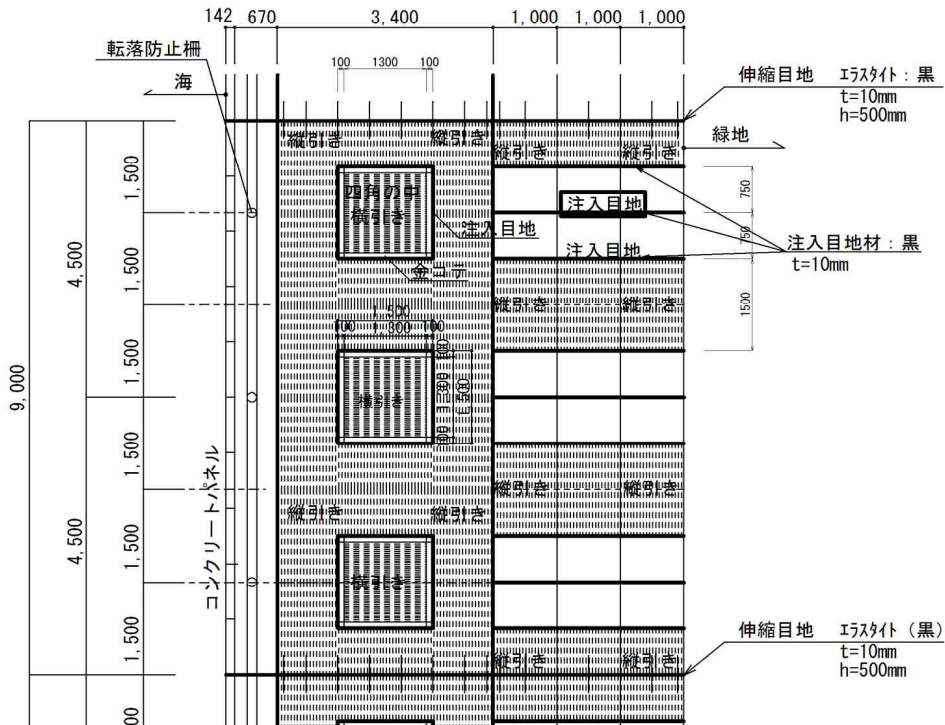 142 670 3,400 1,000 1,000 1,000
転落防止柵
海
100 1300 100
伸縮目地 エラスタイト：黒
t=10mm
h=500mm
緑地
縦引き 縦引き 縦引き 縦引き
1,500
四角の中
横引き
注入目地
注入目地
750
4,500
750
注入目地
注入目地材：黒
t=10mm
金コテ
1,500
縦引き 縦引き
1500
1,500
100 1,300 100
9,000
1,500
横引き
100 1,300 100
1,500
縦引き 縦引き
1,500
コンクリートパネル
縦引き 縦引き
4,500
1,500
横引き
1,500
伸縮目地 エラスタイト（黒）
t=10mm
h=500mm
縦引き 縦引き